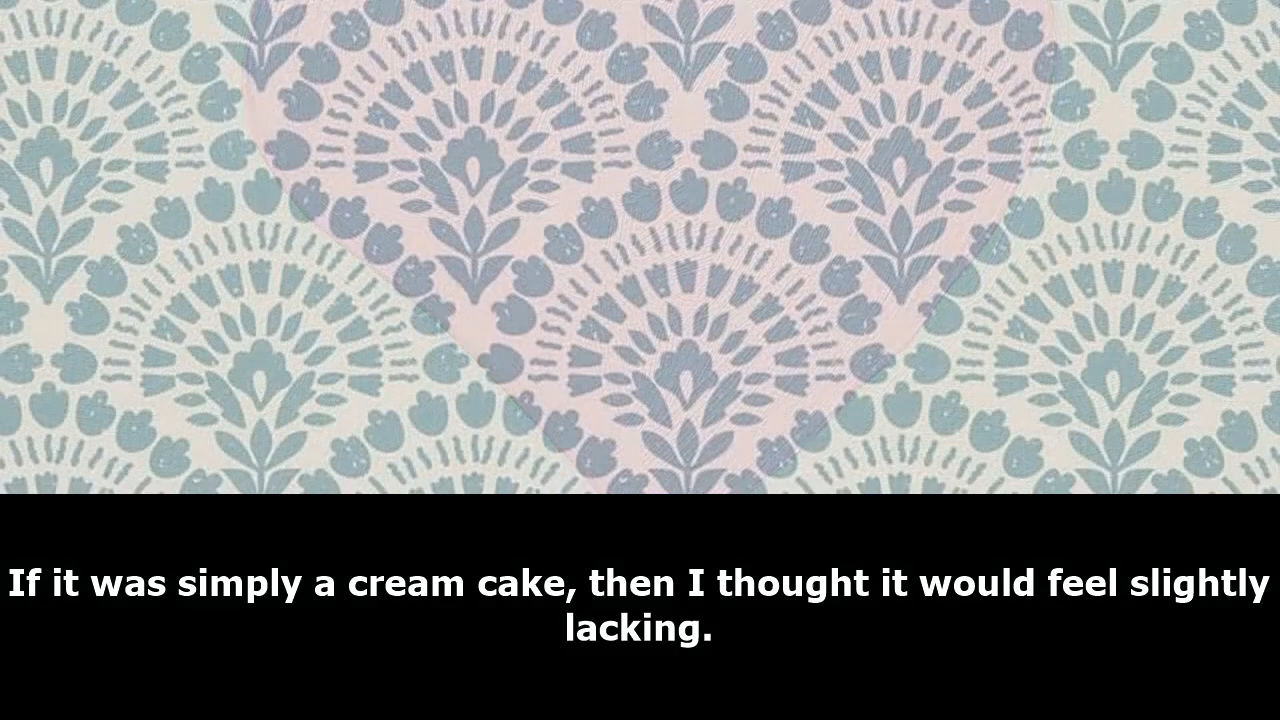 If it was simply a cream cake, then I thought it would feel slightly
lacking.